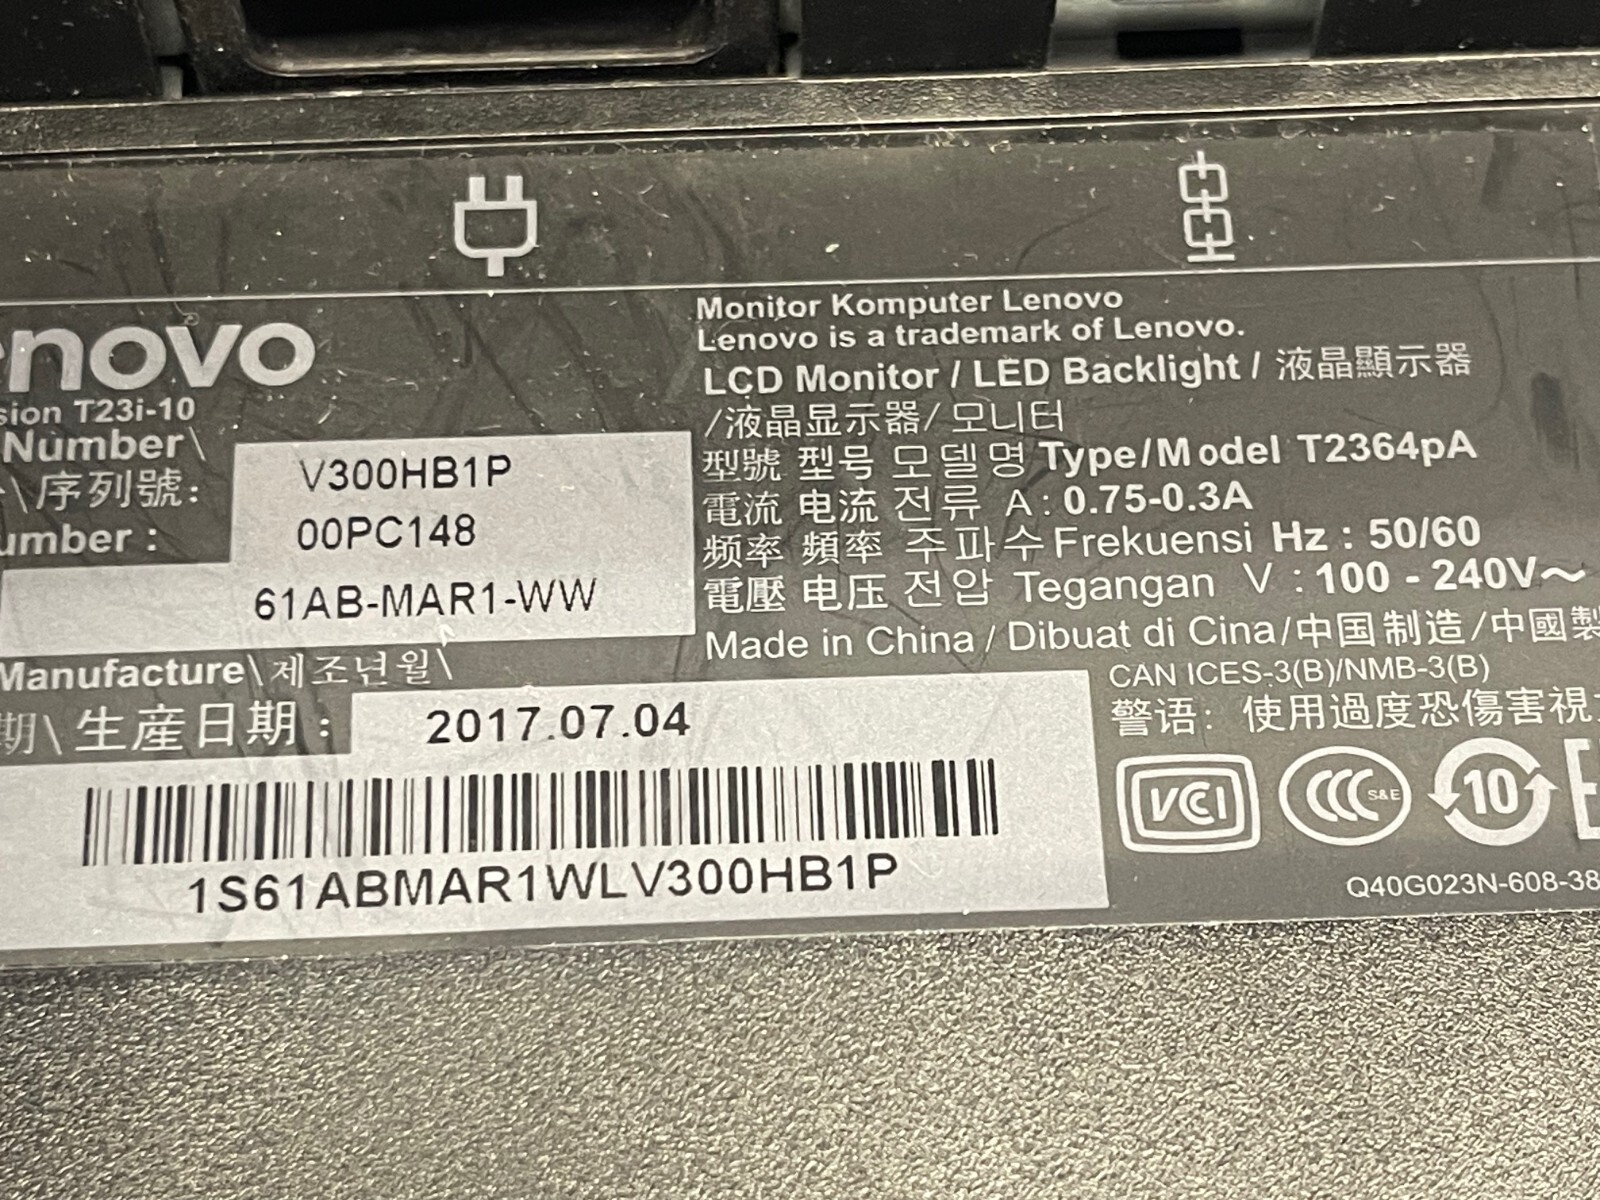 enovo
sion T23i-10
Number\
\序列號:
umber :
V300HB1P
00PC148
61AB-MAR1-WW
Manufacture\제조년월\
期\生産日期:
2017.07.04
1S61ABMAR1WLV300HB1P
Monitor Komputer Lenovo
Lenovo is a trademark of Lenovo.
LCD Monitor / LED Backlight / 液晶顯示器
/液晶显示器/ 모니터
型號 型号 모델명 Type/Model T2364pA
電流 电流 전류 A: 0.75-0.3A
频率 頻率 주파수 Frekuensi Hz : 50/60
電壓 电压 전압 Tegangan V : 100 - 240V~
Made in China / Dibuat di Cina/中国制造/中國製
CAN ICES-3(B)/NMB-3(B)
警语: 使用過度恐傷害視
VCCI
CCC S&E
10
Q40G023N-608-38